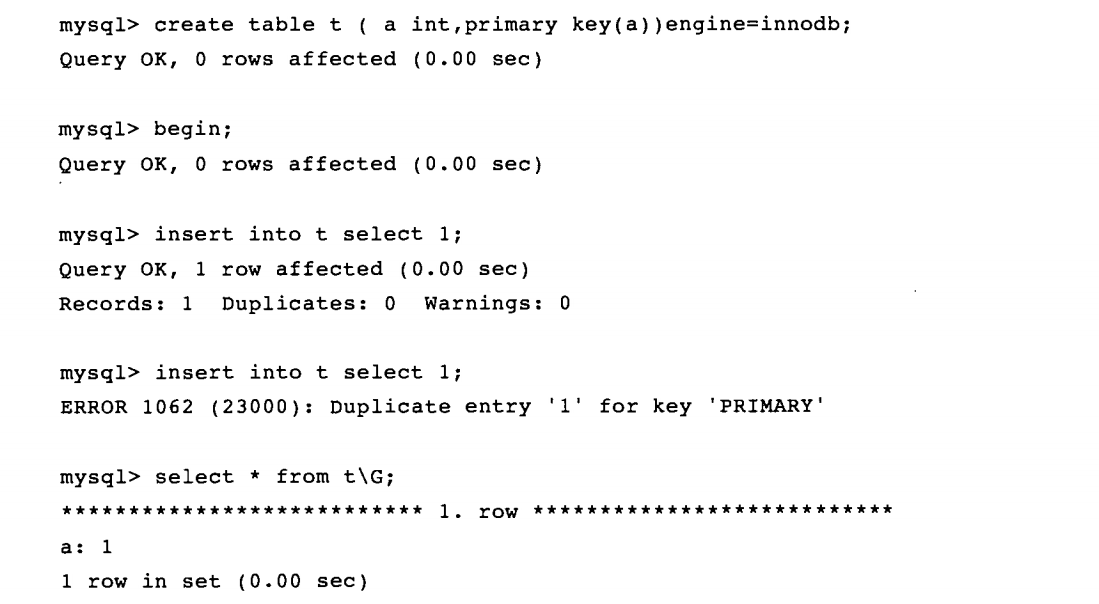 mysql> create table t ( a int,primary key(a))engine=innodb;
Query OK, 0 rows affected (0.00 sec)
mysql> begin;
Query OK, 0 rows affected (0.00 sec)
mysql> insert into t select 1;
Query OK, 1 row affected (0.00 sec)
Records: 1  Duplicates: 0  Warnings: 0
mysql> insert into t select 1;
ERROR 1062 (23000): Duplicate entry '1' for key 'PRIMARY'
mysql> select * from t\G;
*************************** 1. row ***************************
a: 1
1 row in set (0.00 sec)